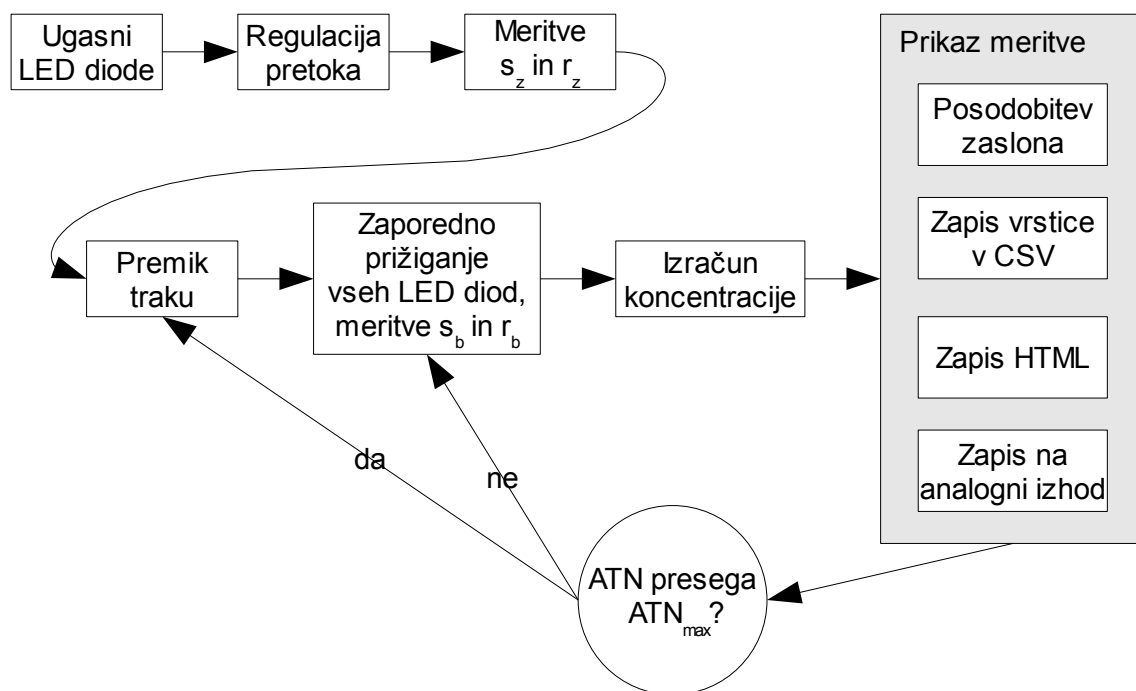 Ugasni
LED diode
Regulacija
pretoka
Meritve
s_z in r_z
Prikaz meritve
Posodobitev
zaslona
Zapis vrstice
v CSV
Zapis HTML
Zapis na
analogni izhod
Premik
traku
Zaporedno
prižiganje
vseh LED diod,
meritve s_b in r_b
Izračun
koncentracije
da
ne
ATN presega
ATN_max?